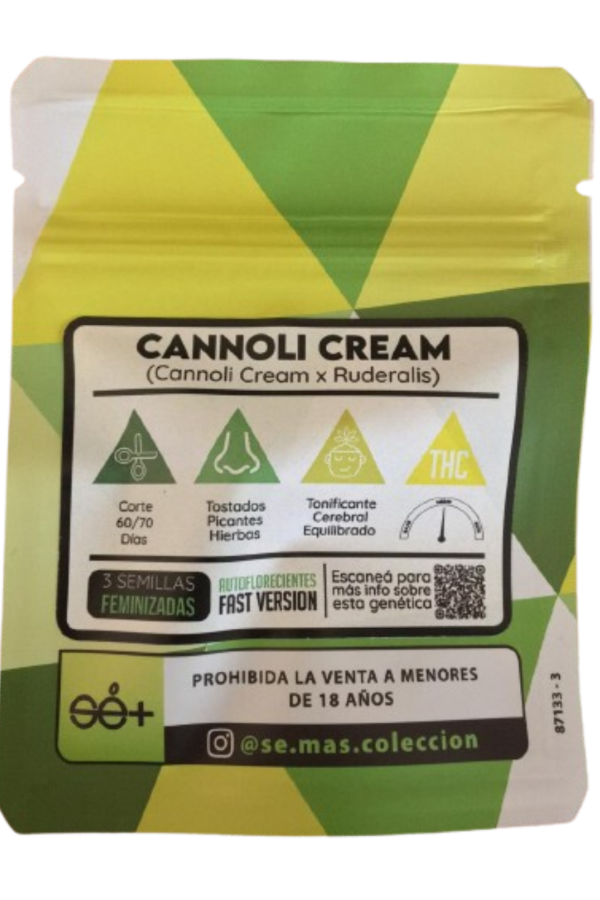 CANNOLI CREAM
(Cannoli Cream x Ruderalis)
THC
Corte
60/70
Días
Tostados
Picantes
Hierbas
Tonificante
Cerebral
Equilibrado
3 SEMILLAS
FEMINIZADAS
AUTOFLORECIENTES
FAST VERSION
Escaneá para
más info sobre
esta genética
PROHIBIDA LA VENTA A MENORES
DE 18 AÑOS
@se.mas.coleccion
87133 - 3